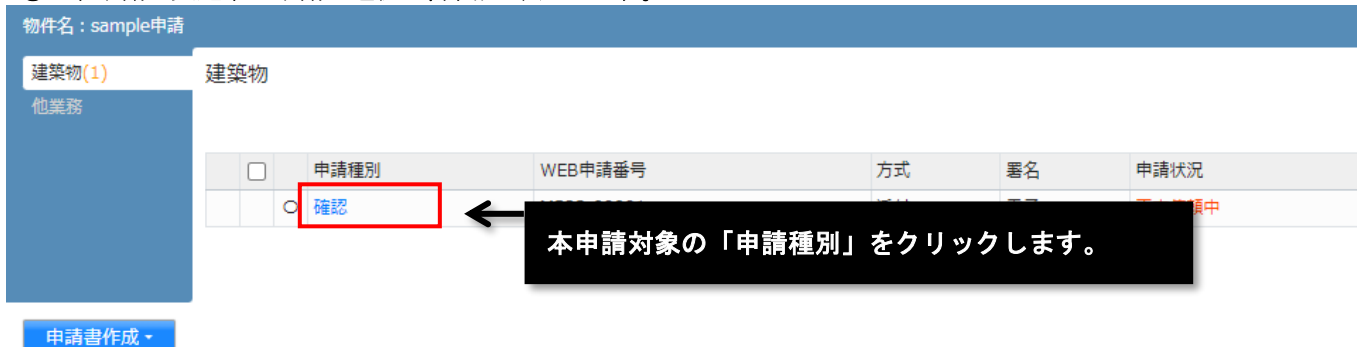 物件名：sample申請
建築物(1)
他業務
建築物
申請種別 WEB申請番号 方式 署名 申請状況
確認
本申請対象の「申請種別」をクリックします。
申請書作成